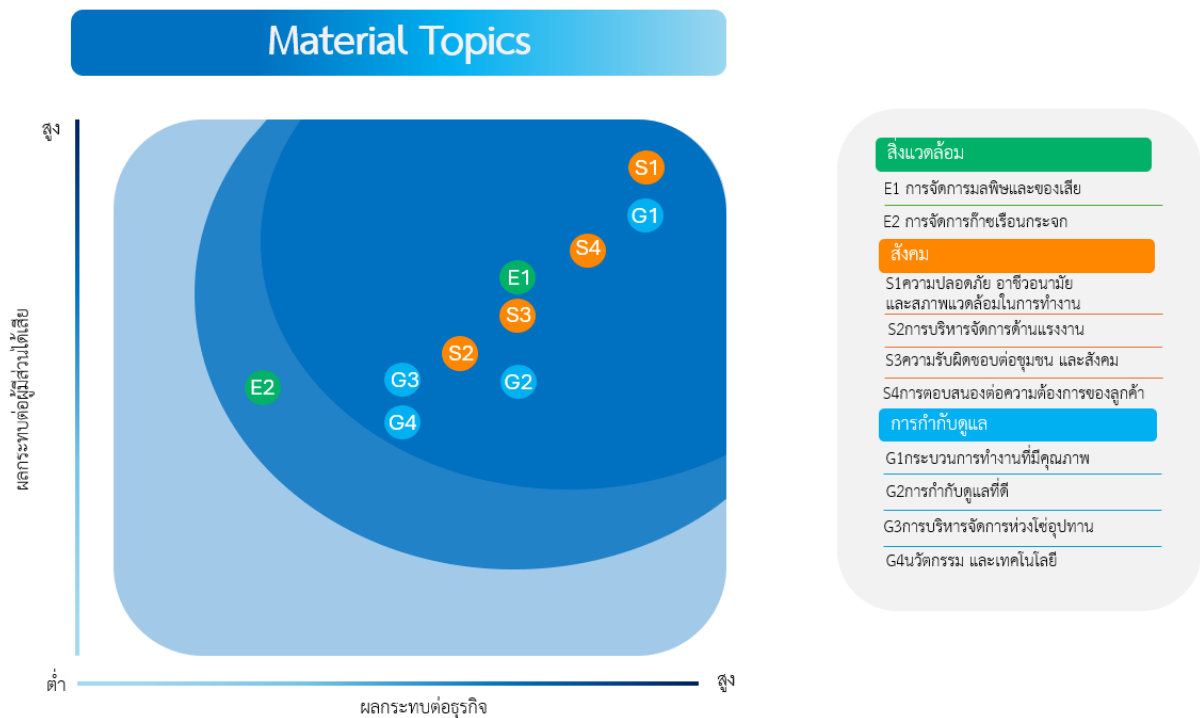 Material Topics
สูง
S1
G1
S4
E1
S3
S2
G3
G2
E2
G4
ผลกระทบต่อผู้มีส่วนได้เสีย
ต่ำ
สูง
ผลกระทบต่อธุรกิจ
สิ่งแวดล้อม
E1 การจัดการมลพิษและของเสีย
E2 การจัดการก๊าซเรือนกระจก
สังคม
S1ความปลอดภัย อาชีวอนามัย
และสภาพแวดล้อมในการทำงาน
S2การบริหารจัดการด้านแรงงาน
S3ความรับผิดชอบต่อชุมชน และสังคม
S4การตอบสนองต่อความต้องการของลูกค้า
การกำกับดูแล
G1กระบวนการทำงานที่มีคุณภาพ
G2การกำกับดูแลที่ดี
G3การบริหารจัดการห่วงโซ่อุปทาน
G4นวัตกรรม และเทคโนโลยี